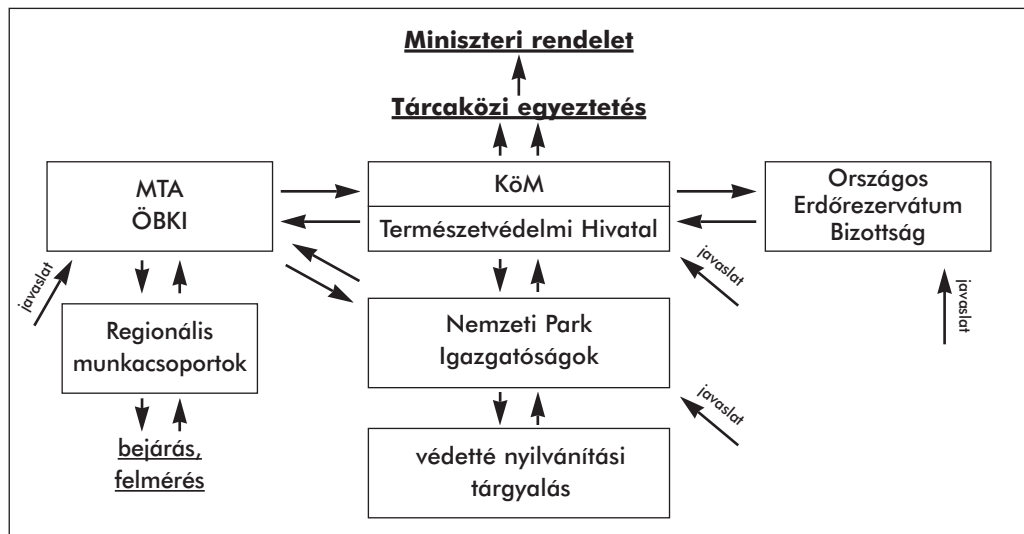 Miniszteri rendelet
Tárcaközi egyeztetés
MTA
ÖBKI
KöM
Természetvédelmi Hivatal
Országos
Erdőrezervátum
Bizottság
javaslat
javaslat
javaslat
Regionális
munkacsoportok
Nemzeti Park
Igazgatóságok
javaslat
bejárás,
felmérés
védetté nyilvánítási
tárgyalás